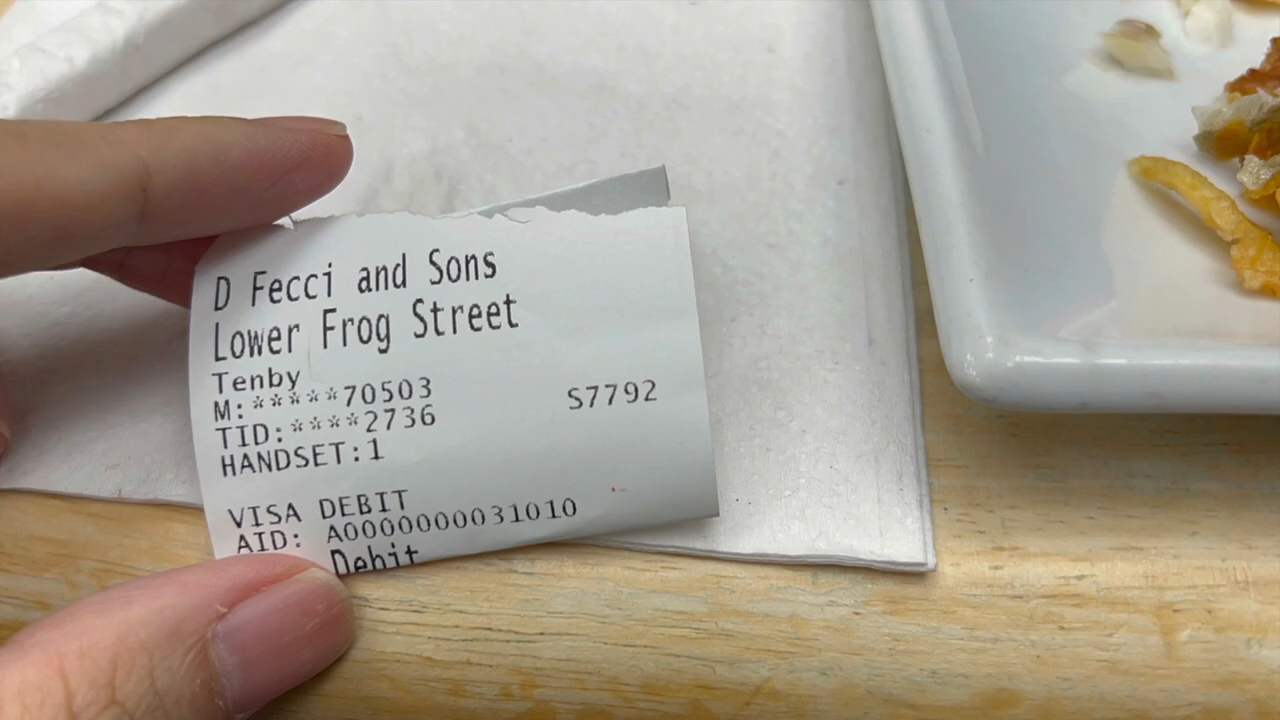 D Fecci and Sons
Lower Frog Street
Tenby
M:*****70503
TID:****2736 S7792
HANDSET:1
VISA DEBIT
AID: A0000000031010
Debit